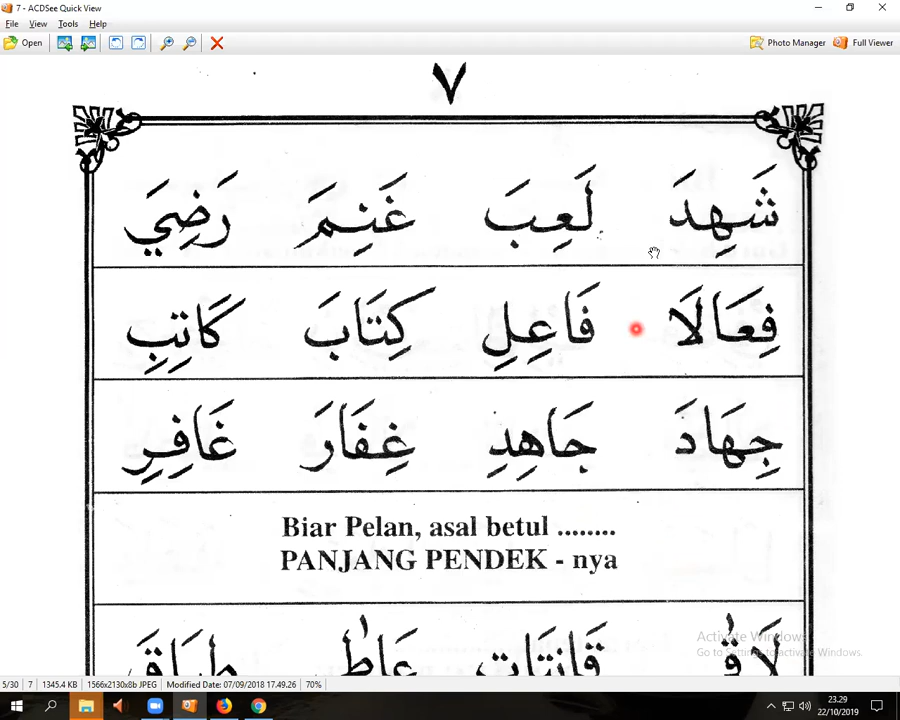 7 - ACDSee Quick View
File View Tools Help
Open Photo Manager Full Viewer
٧
شَهِدَ لَعِبَ غَنِمَ رَضِيَ
فِعَالَا فَاعِلِ كِتَابَ كَاتِبِ
جِهَادَ جَاهِدِ غِفَارَ غَافِرِ
Biar Pelan, asal betul ........
PANJANG PENDEK - nya
Activate Windows
Go to Settings to activate Windows.
5/30 7 1345.4 KB 1566x2130x8b JPEG Modified Date: 07/09/2018 17.49.26 70%
23.29
22/10/2019